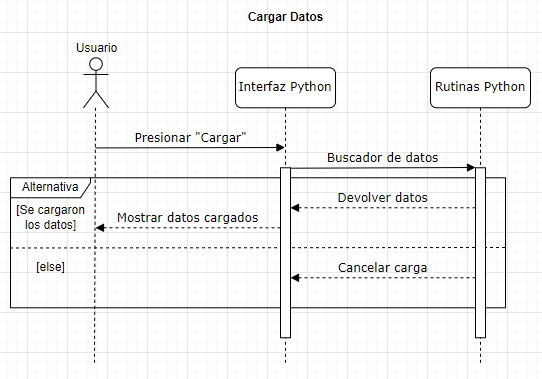 Cargar Datos
Usuario
Interfaz Python
Rutinas Python
Presionar "Cargar"
Buscador de datos
Alternativa
[Se cargaron
los datos]
Devolver datos
Mostrar datos cargados
[else]
Cancelar carga